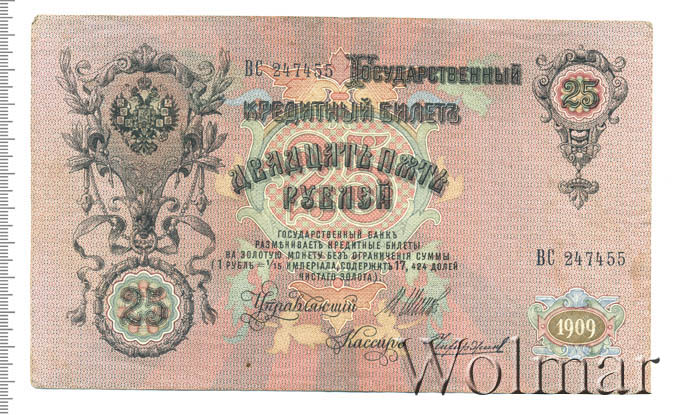 ВС 247455 Государственный
25
Кредитный Билетъ
Двадцать Пять
25
Рублей
Государственный банкъ
размѣниваетъ кредитные билеты
на золотую монету безъ ограниченія суммы
(1 рубль = 1/15 имперіала, содержитъ 17,424 долей
чистаго золота).
ВС 247455
25
Управляющій
1909
Кассиръ
Wolmar